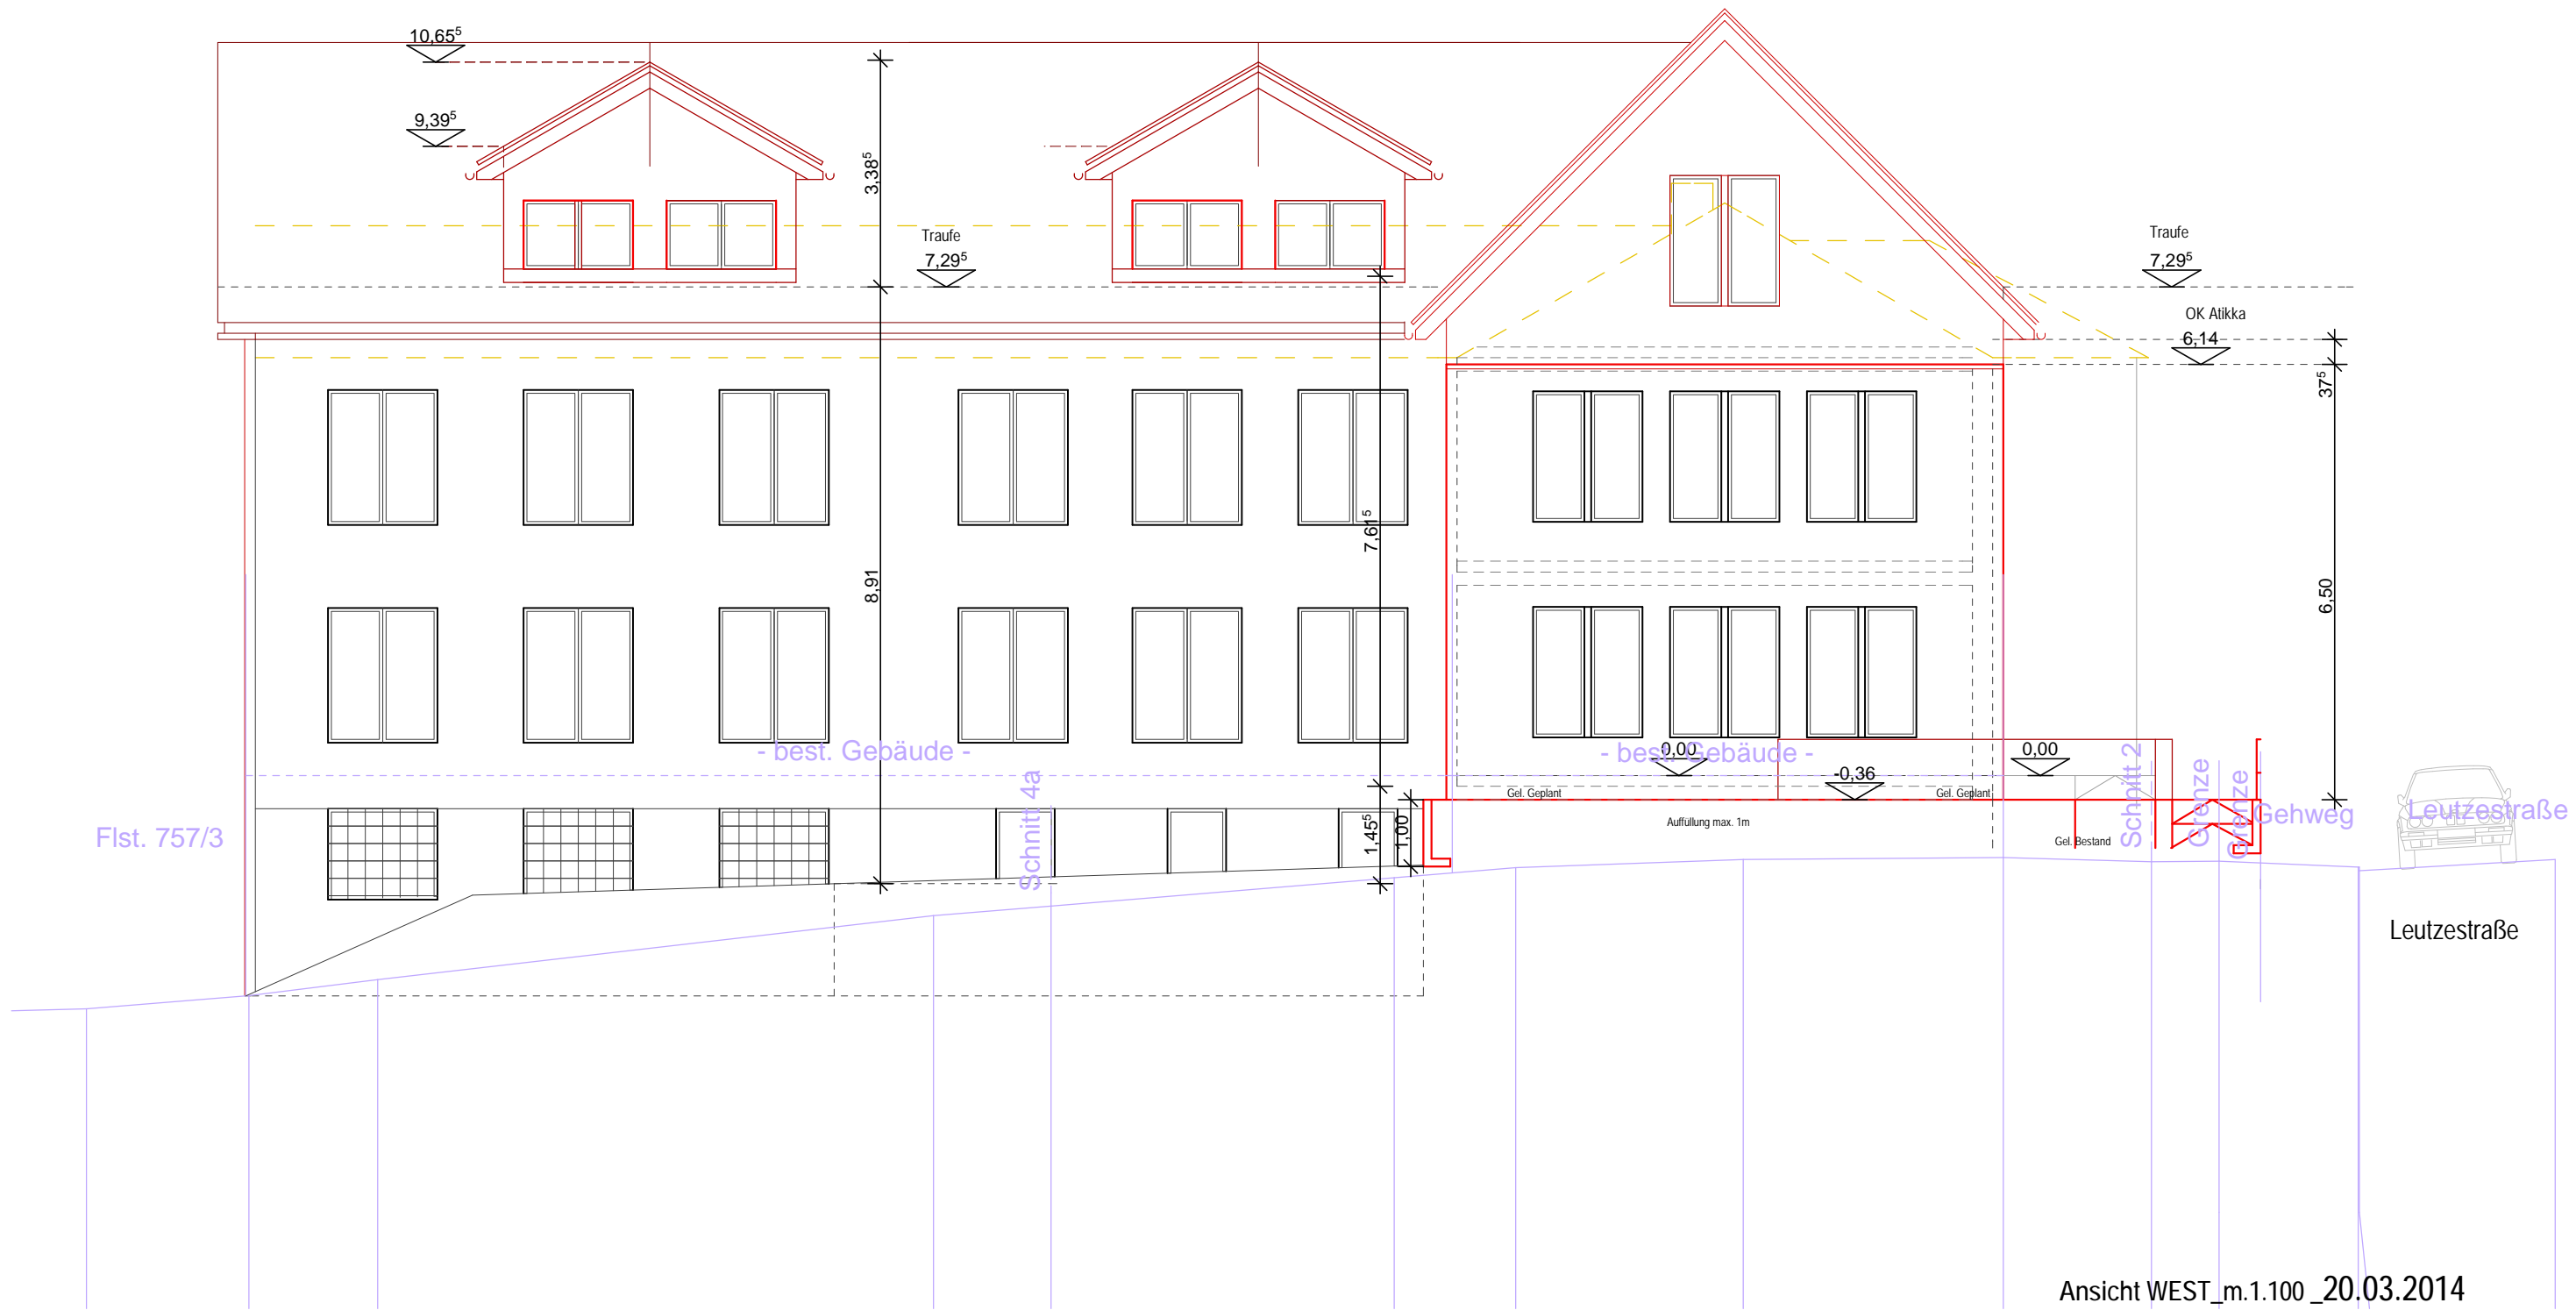 10,65⁵
9,39⁵
3,38⁵
Traufe
7,29⁵
Traufe
7,29⁵
OK Atikka
6,14
37⁵
7,61⁵
8,91
6,50
- best. Gebäude -
- best. Gebäude -
0,00
0,00
-0,36
Gel. Geplant
Gel. Geplant
Auffüllung max. 1m
Gel. Bestand
1,45⁵
1,00
Schnitt 4a
Schnitt 2
Grenze
Grenze
Gehweg
Leutzestraße
Flst. 757/3
Leutzestraße
Ansicht WEST_m.1.100 _20.03.2014